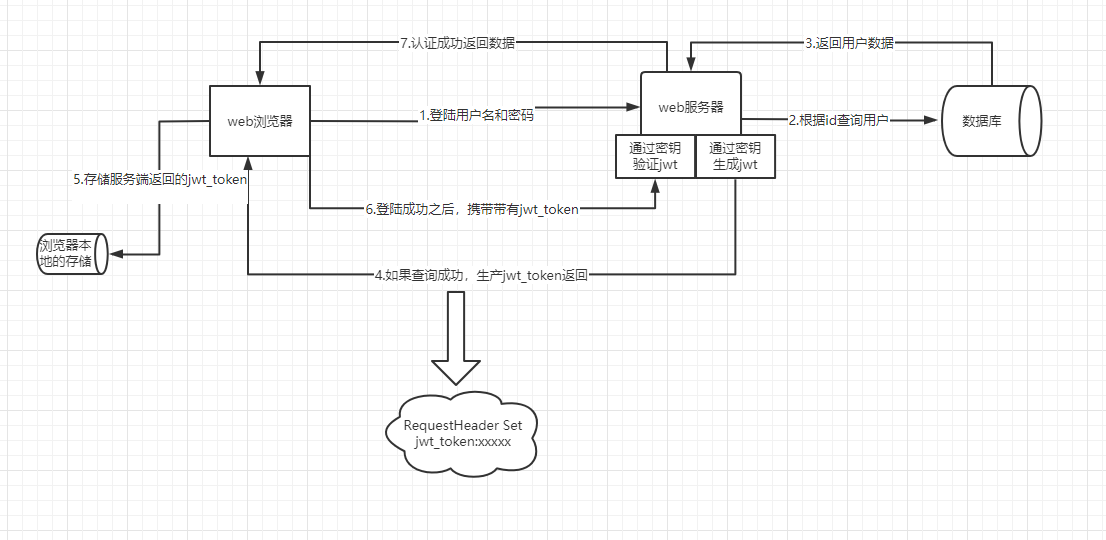 7.认证成功返回数据
3.返回用户数据
web浏览器
1.登陆用户名和密码
web服务器
2.根据id查询用户
数据库
通过密钥
验证jwt
通过密钥
生成jwt
5.存储服务端返回的jwt_token
6.登陆成功之后，携带带有jwt_token
浏览器本
地的存储
4.如果查询成功，生产jwt_token返回
RequestHeader Set
jwt_token:xxxxx